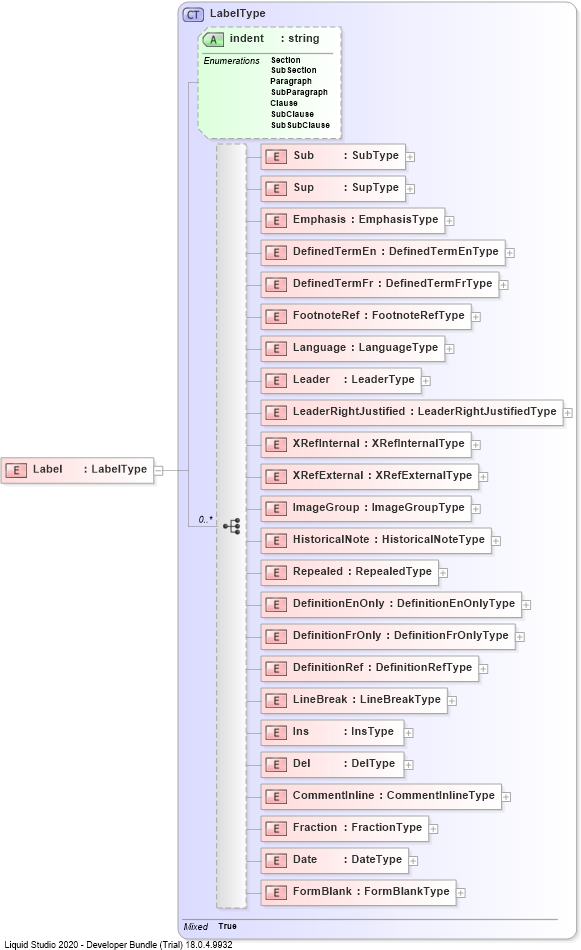 CT LabelType
A indent : string
Enumerations Section
SubSection
Paragraph
SubParagraph
Clause
SubClause
SubSubClause
E Sub : SubType
E Sup : SupType
E Emphasis : EmphasisType
E DefinedTermEn : DefinedTermEnType
E DefinedTermFr : DefinedTermFrType
E FootnoteRef : FootnoteRefType
E Language : LanguageType
E Leader : LeaderType
E LeaderRightJustified : LeaderRightJustifiedType
E XRefInternal : XRefInternalType
E Label : LabelType
E XRefExternal : XRefExternalType
E ImageGroup : ImageGroupType
0..*
E HistoricalNote : HistoricalNoteType
E Repealed : RepealedType
E DefinitionEnOnly : DefinitionEnOnlyType
E DefinitionFrOnly : DefinitionFrOnlyType
E DefinitionRef : DefinitionRefType
E LineBreak : LineBreakType
E Ins : InsType
E Del : DelType
E CommentInline : CommentInlineType
E Fraction : FractionType
E Date : DateType
E FormBlank : FormBlankType
Mixed True
Liquid Studio 2020 - Developer Bundle (Trial) 18.0.4.9932